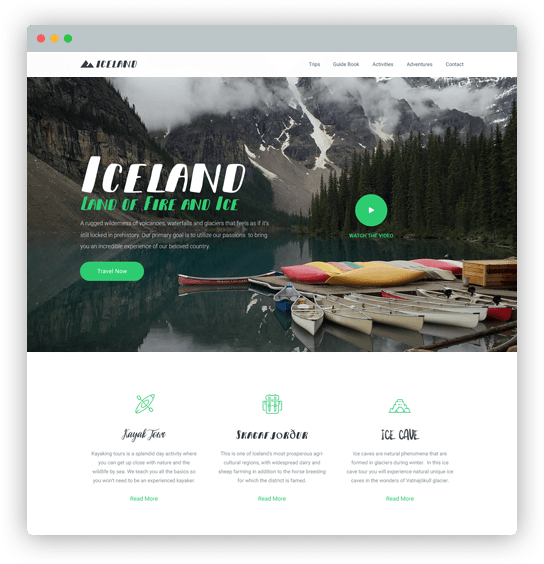 ICELAND
Trips
Guide Book
Activities
Adventures
Contact
ICELAND
LAND OF FIRE AND ICE
A rugged wilderness of volcanoes, waterfalls and glaciers that feels as if it's
still locked in prehistory. Our primary goal is to utilize our passions to bring
you an incredible experience of our beloved country.
Travel Now
WATCH THE VIDEO
Kayak Tows
SKAGAFJORÐUR
ICE CAVE
Kayaking tours is a splendid day activity where
you can get up close with nature and the
wildlife by sea. We teach you all the basics so
you won't need to be an experienced kayaker.
Read More
This is one of Iceland's most prosperous agri-
cultural regions, with widespread dairy and
sheep farming in addition to the horse breeding
for which the district is famed.
Read More
Ice caves are natural phenomena that are
formed in glaciers during winter. In this ice
cave tour you will experience natural unique ice
caves in the wonders of Vatnajökull glacier.
Read More